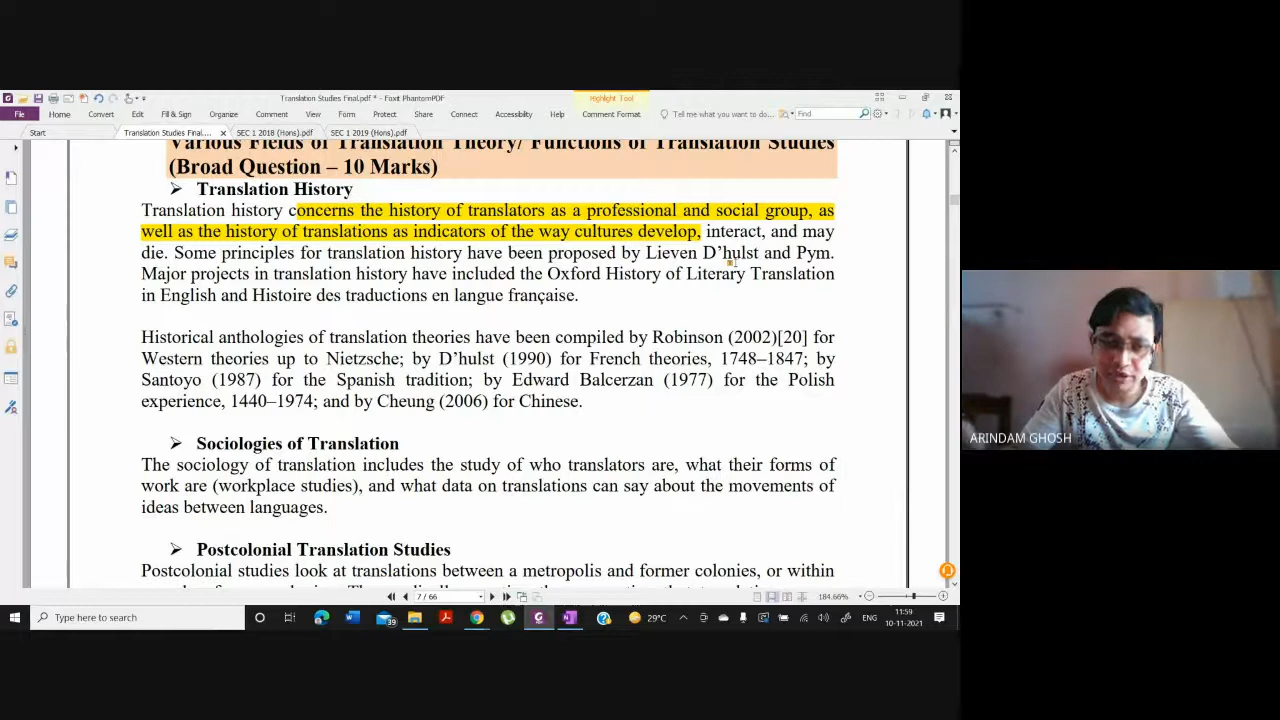 Translation Studies Final.pdf * - Foxit PhantomPDF
Highlight Tool
File Home Convert Edit Fill & Sign Organize Comment View Form Protect Share Connect Accessibility Help Comment Format Tell me what you want to do... Find
Start Translation Studies Final.... SEC 1 2018 (Hons).pdf SEC 1 2019 (Hons).pdf
Various Fields of Translation Theory/ Functions of Translation Studies
(Broad Question – 10 Marks)
➢ Translation History
Translation history concerns the history of translators as a professional and social group, as
well as the history of translations as indicators of the way cultures develop, interact, and may
die. Some principles for translation history have been proposed by Lieven D’hulst and Pym.
Major projects in translation history have included the Oxford History of Literary Translation
in English and Histoire des traductions en langue française.
Historical anthologies of translation theories have been compiled by Robinson (2002)[20] for
Western theories up to Nietzsche; by D’hulst (1990) for French theories, 1748–1847; by
Santoyo (1987) for the Spanish tradition; by Edward Balcerzan (1977) for the Polish
experience, 1440–1974; and by Cheung (2006) for Chinese.
➢ Sociologies of Translation
The sociology of translation includes the study of who translators are, what their forms of
work are (workplace studies), and what data on translations can say about the movements of
ideas between languages.
➢ Postcolonial Translation Studies
Postcolonial studies look at translations between a metropolis and former colonies, or within
7 / 66
184.66%
Type here to search
39
29°C
ENG
11:59
10-11-2021
ARINDAM GHOSH